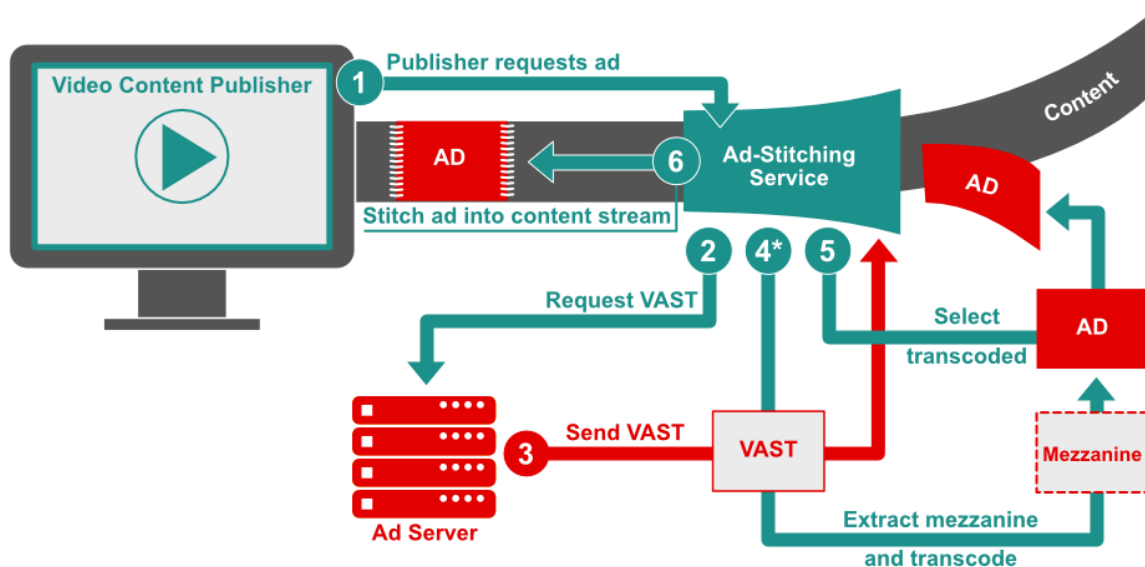 Publisher requests ad
Video Content Publisher
1
Content
AD
6
Ad-Stitching
Service
AD
Stitch ad into content stream
2
4*
5
Request VAST
Select
transcoded
AD
3
Send VAST
VAST
Mezzanine
Ad Server
Extract mezzanine
and transcode